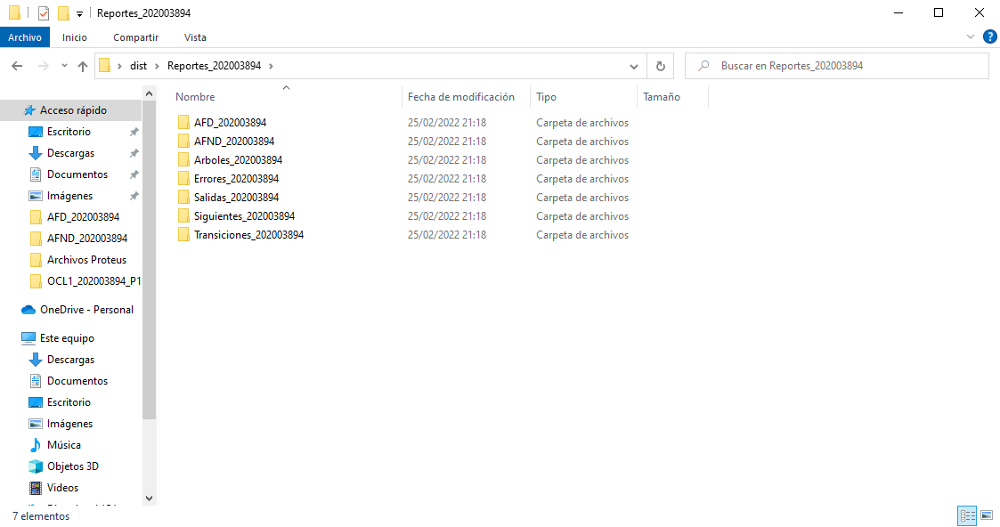 Reportes_202003894
Archivo Inicio Compartir Vista
dist Reportes_202003894
Buscar en Reportes_202003894
Acceso rápido
Escritorio
Descargas
Documentos
Imágenes
AFD_202003894
AFND_202003894
Archivos Proteus
OCL1_202003894_P1
OneDrive - Personal
Este equipo
Descargas
Documentos
Escritorio
Imágenes
Música
Objetos 3D
Videos
Nombre Fecha de modificación Tipo Tamaño
AFD_202003894 25/02/2022 21:18 Carpeta de archivos
AFND_202003894 25/02/2022 21:18 Carpeta de archivos
Arboles_202003894 25/02/2022 21:18 Carpeta de archivos
Errores_202003894 25/02/2022 21:18 Carpeta de archivos
Salidas_202003894 25/02/2022 21:18 Carpeta de archivos
Siguientes_202003894 25/02/2022 21:18 Carpeta de archivos
Transiciones_202003894 25/02/2022 21:18 Carpeta de archivos
7 elementos